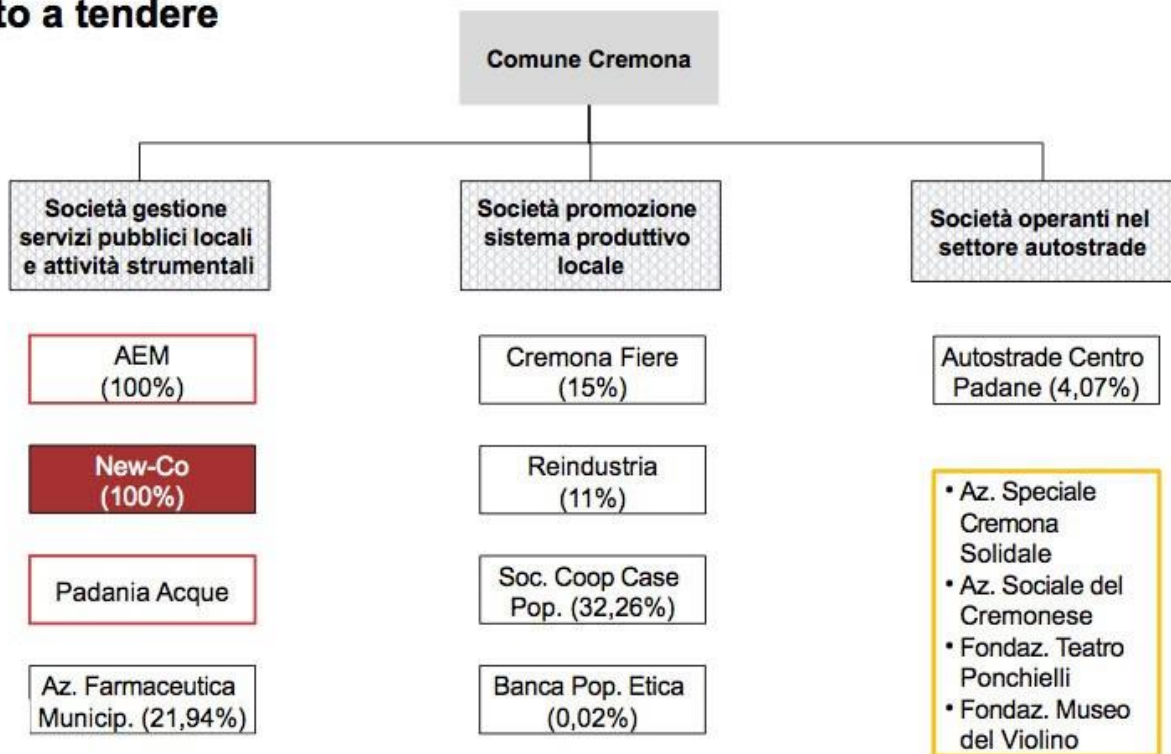 to a tendere
Comune Cremona
Società gestione
servizi pubblici locali
e attività strumentali
AEM
(100%)
New-Co
(100%)
Padania Acque
Az. Farmaceutica
Municip. (21,94%)
Società promozione
sistema produttivo
locale
Cremona Fiere
(15%)
Reindustria
(11%)
Soc. Coop Case
Pop. (32,26%)
Banca Pop. Etica
(0,02%)
Società operanti nel
settore autostrade
Autostrade Centro
Padane (4,07%)
• Az. Speciale
Cremona
Solidale
• Az. Sociale del
Cremonese
• Fondaz. Teatro
Ponchielli
• Fondaz. Museo
del Violino